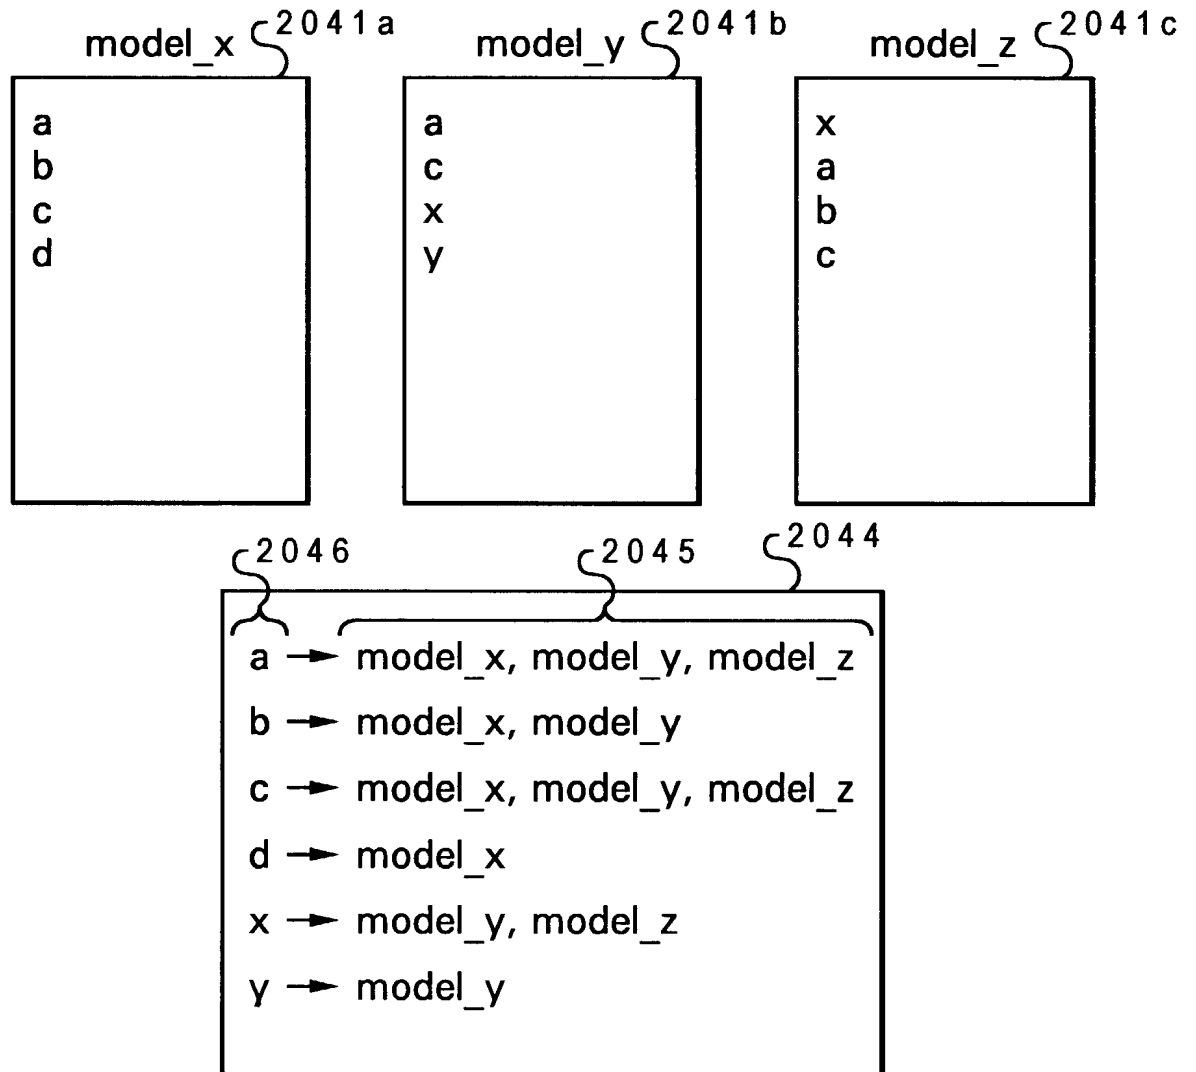 model_x 2041a
model_y 2041b
model_z 2041c
a
b
c
d
a
c
x
y
x
a
b
c
2046
2045
2044
a → model_x, model_y, model_z
b → model_x, model_y
c → model_x, model_y, model_z
d → model_x
x → model_y, model_z
y → model_y